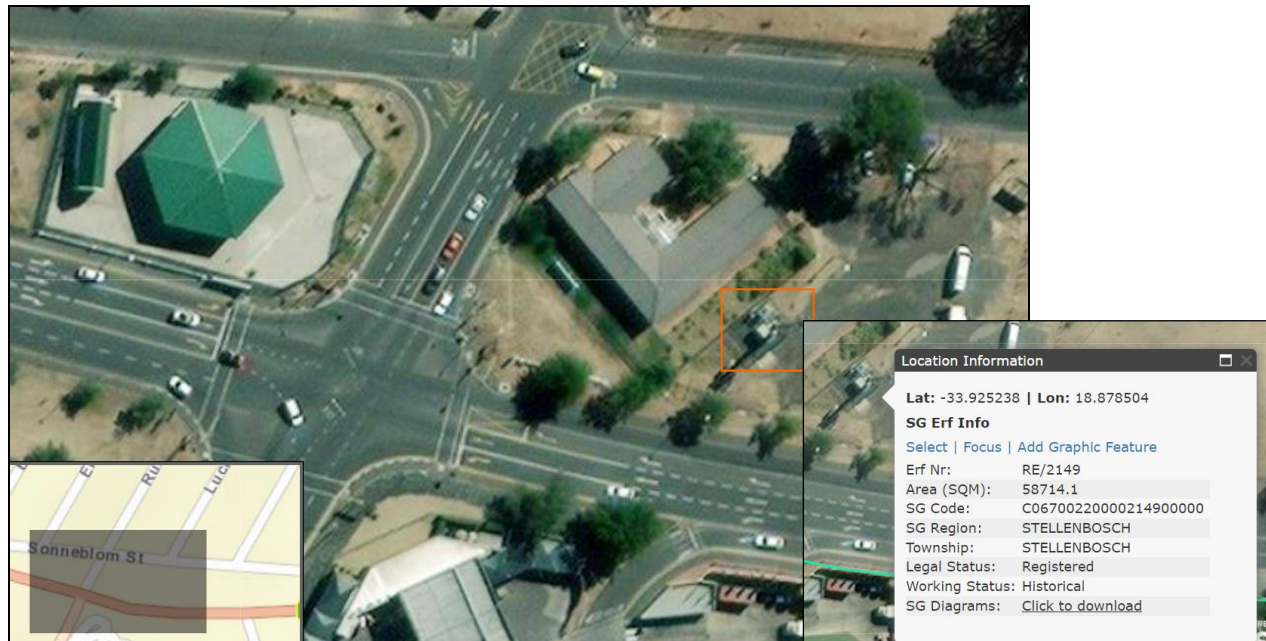 Location Information
Lat: -33.925238 | Lon: 18.878504
SG Erf Info
Select | Focus | Add Graphic Feature
Erf Nr: RE/2149
Area (SQM): 58714.1
SG Code: C06700220000214900000
SG Region: STELLENBOSCH
Township: STELLENBOSCH
Legal Status: Registered
Working Status: Historical
SG Diagrams: Click to download
Sonneblom St